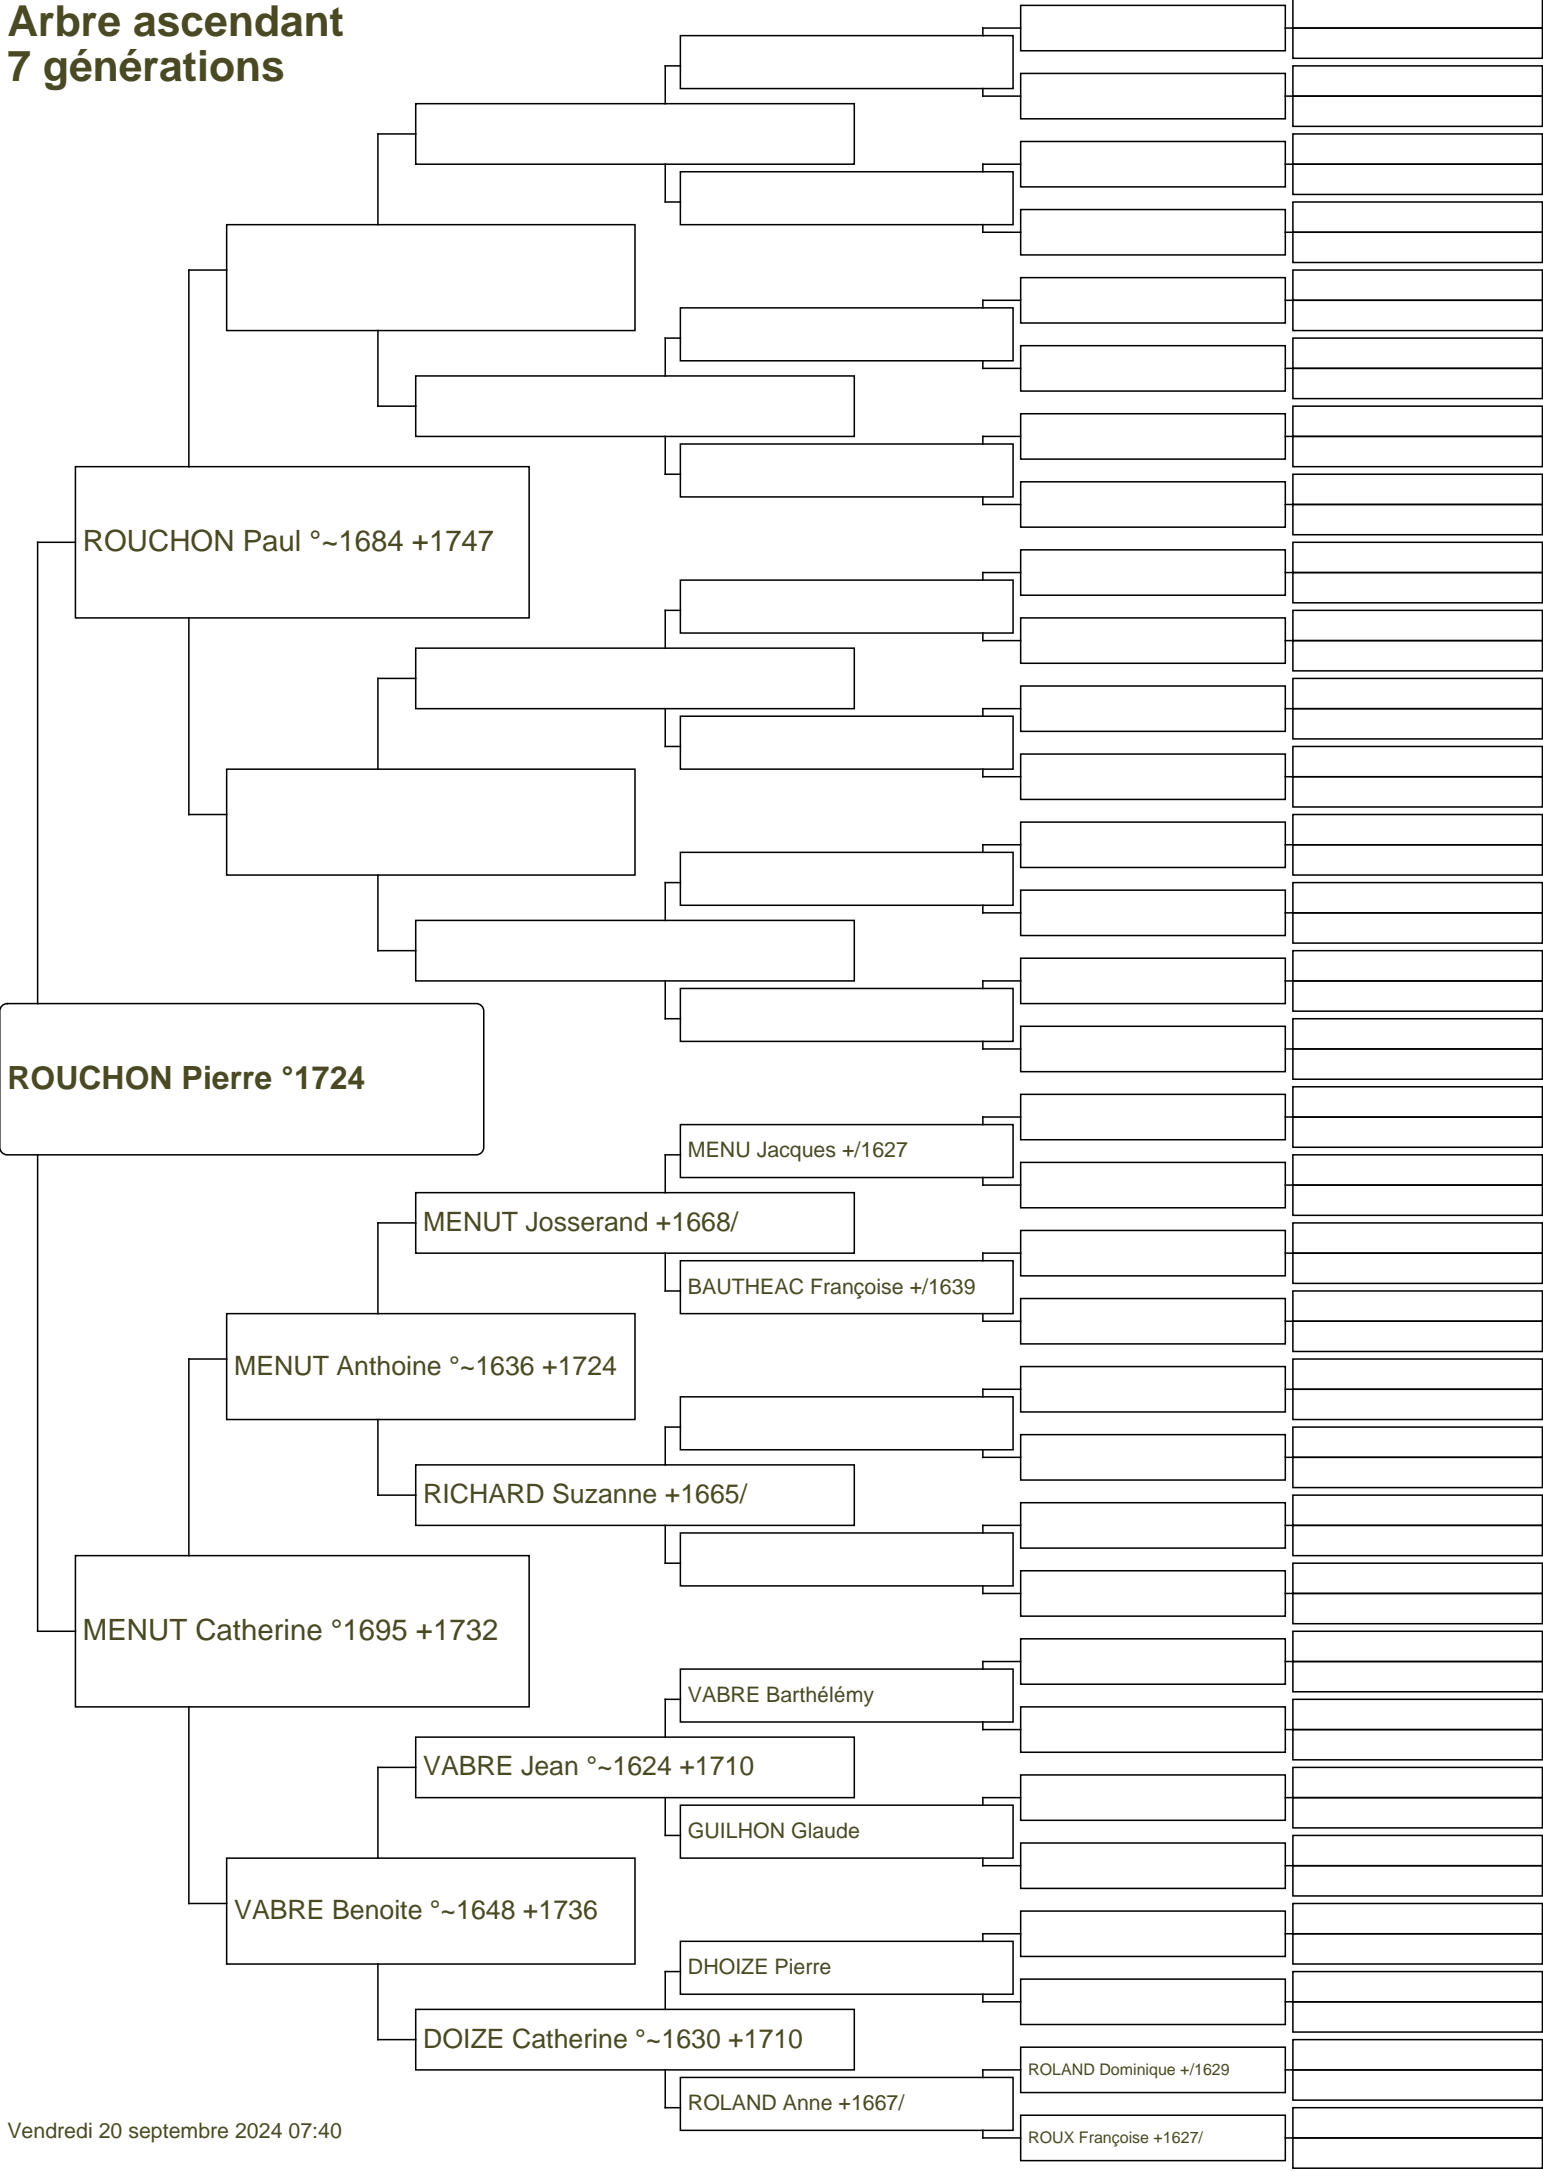 Arbre ascendant
7 générations
ROUCHON Paul °~1684 +1747
ROUCHON Pierre °1724
MENU Jacques +/1627
MENUT Josserand +1668/
BAUTHEAC Françoise +/1639
MENUT Anthoine °~1636 +1724
RICHARD Suzanne +1665/
MENUT Catherine °1695 +1732
VABRE Barthélémy
VABRE Jean °~1624 +1710
GUILHON Glaude
VABRE Benoite °~1648 +1736
DHOIZE Pierre
DOIZE Catherine °~1630 +1710
ROLAND Dominique +/1629
ROLAND Anne +1667/
ROUX Françoise +1627/
Vendredi 20 septembre 2024 07:40